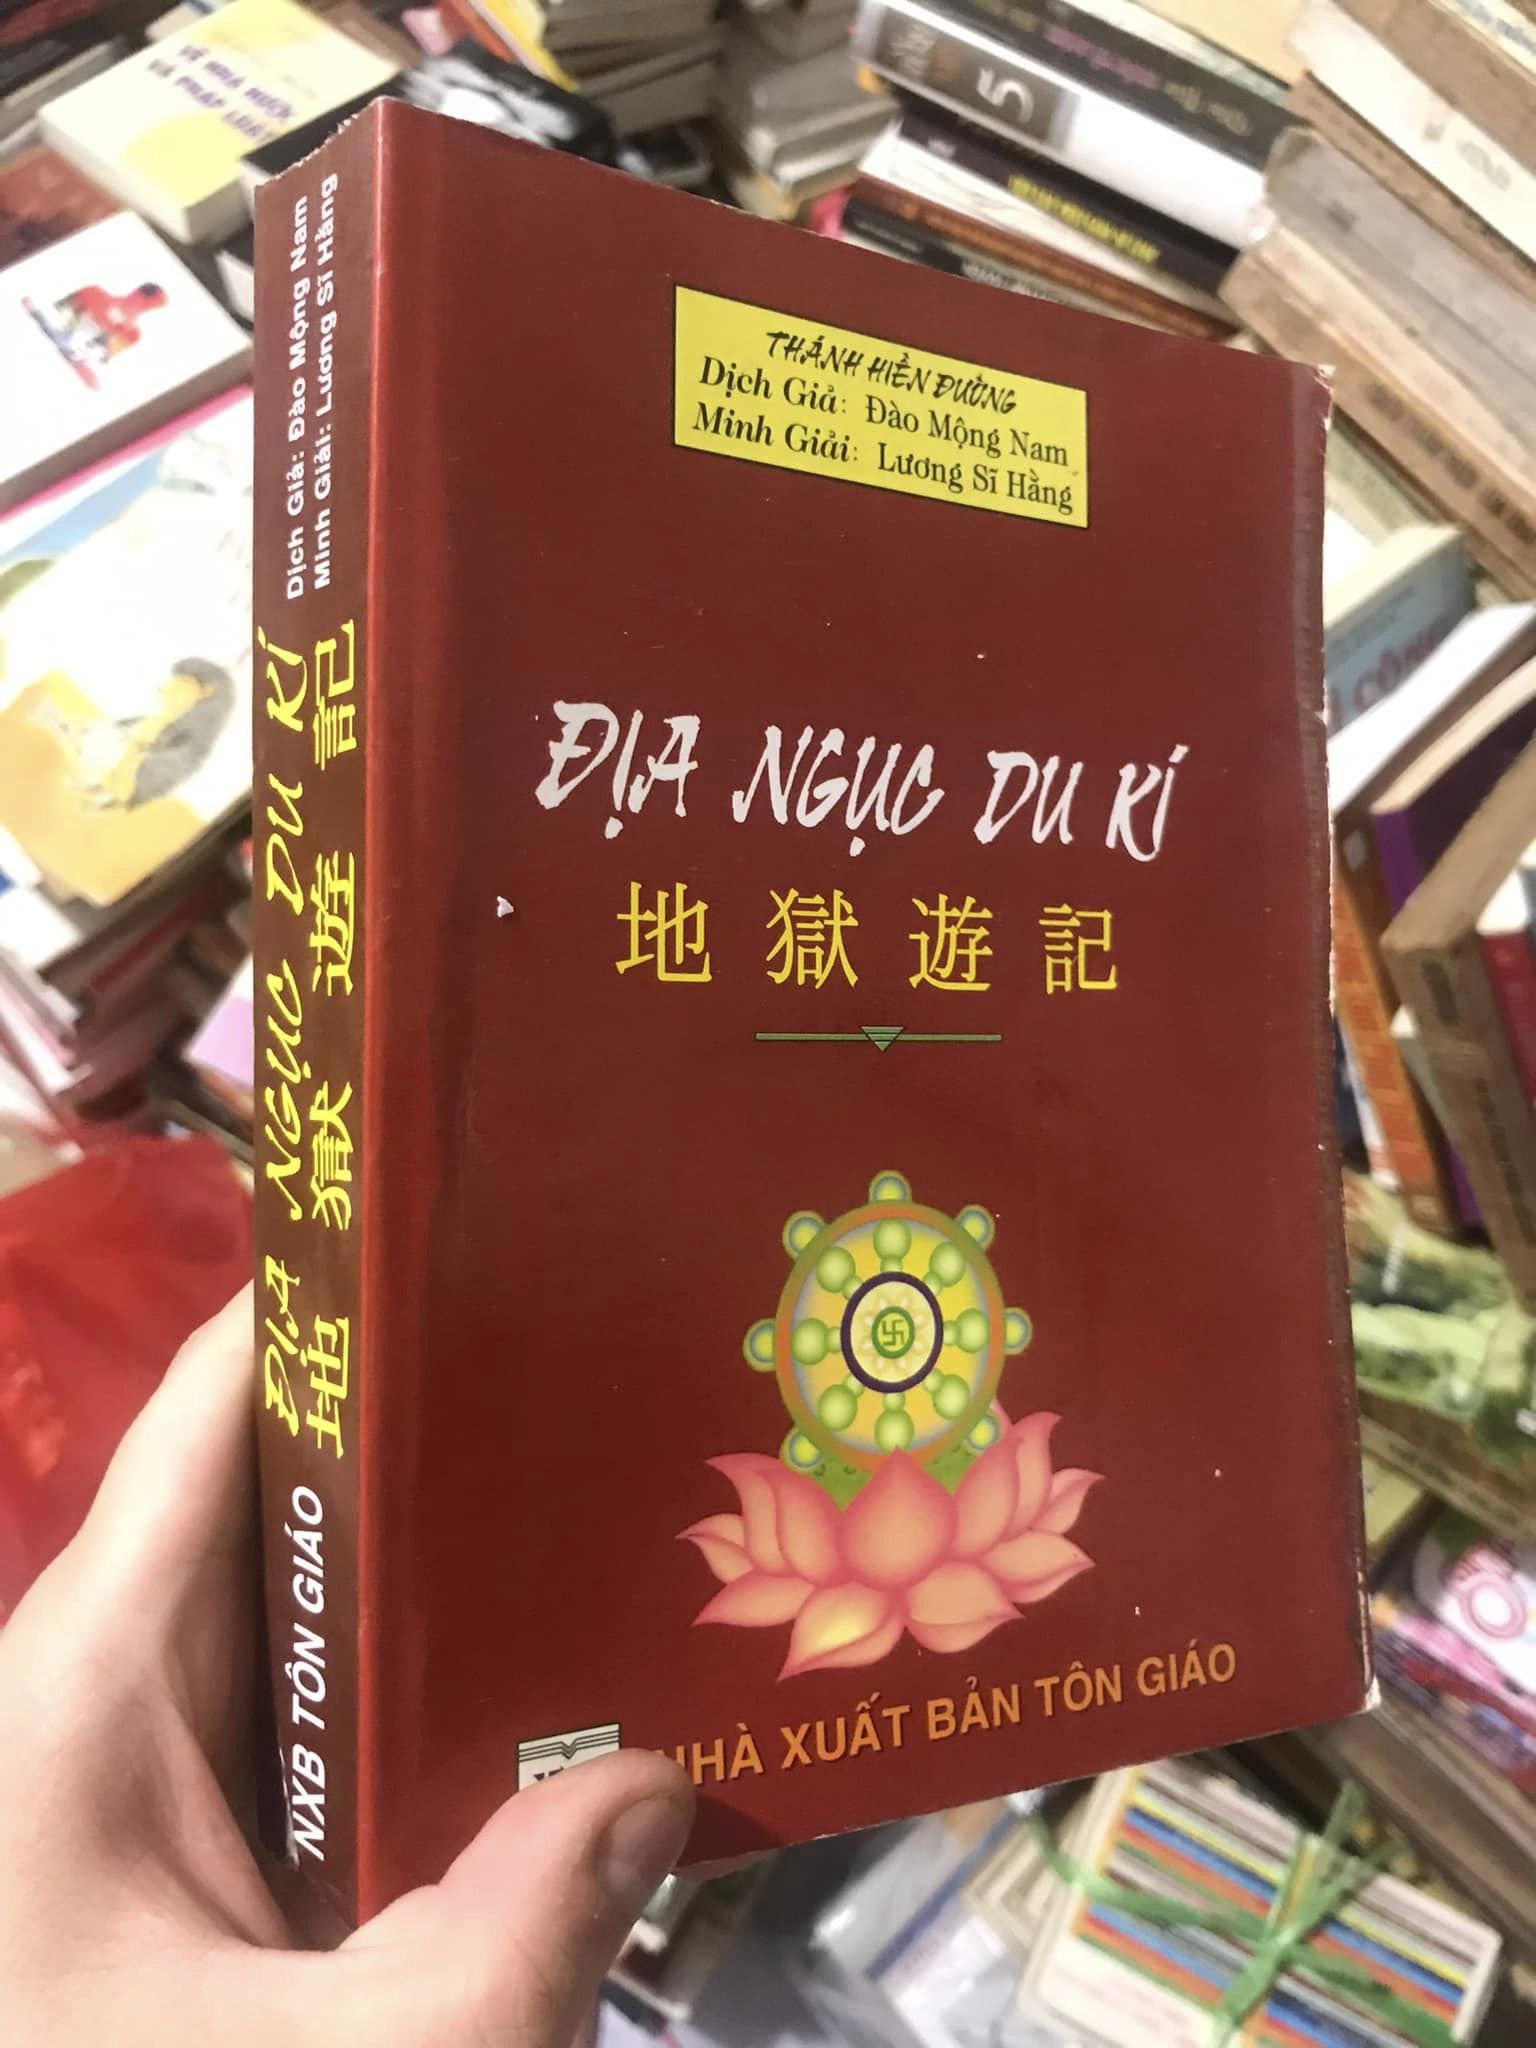 THÁNH HIỀN ĐƯỜNG
Dịch Giả: Đào Mộng Nam
Minh Giải: Lương Sĩ Hằng
ĐỊA NGỤC DU KÍ
地獄遊記
NHÀ XUẤT BẢN TÔN GIÁO
Dịch Giả: Đào Mộng Nam
Minh Giải: Lương Sĩ Hằng
ĐỊA NGỤC DU KÍ
地獄遊記
NXB TÔN GIÁO
5